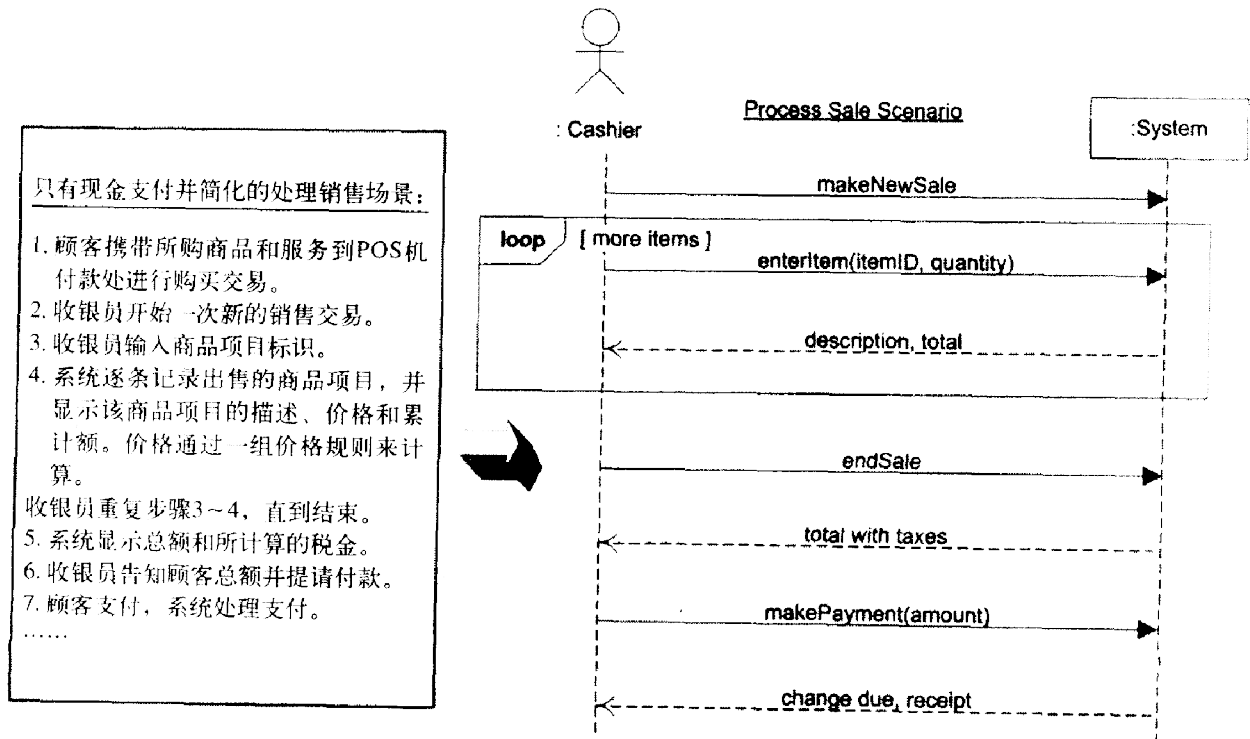 只有现金支付并简化的处理销售场景：
1. 顾客携带所购商品和服务到POS机
付款处进行购买交易。
2. 收银员开始一次新的销售交易。
3. 收银员输入商品项目标识。
4. 系统逐条记录出售的商品项目，并
显示该商品项目的描述、价格和累
计额。价格通过一组价格规则来计
算。
收银员重复步骤3～4，直到结束。
5. 系统显示总额和所计算的税金。
6. 收银员告知顾客总额并提请付款。
7. 顾客支付，系统处理支付。
……
: Cashier
Process Sale Scenario
:System
makeNewSale
loop
[ more items ]
enterItem(itemID, quantity)
description, total
endSale
total with taxes
makePayment(amount)
change due, receipt